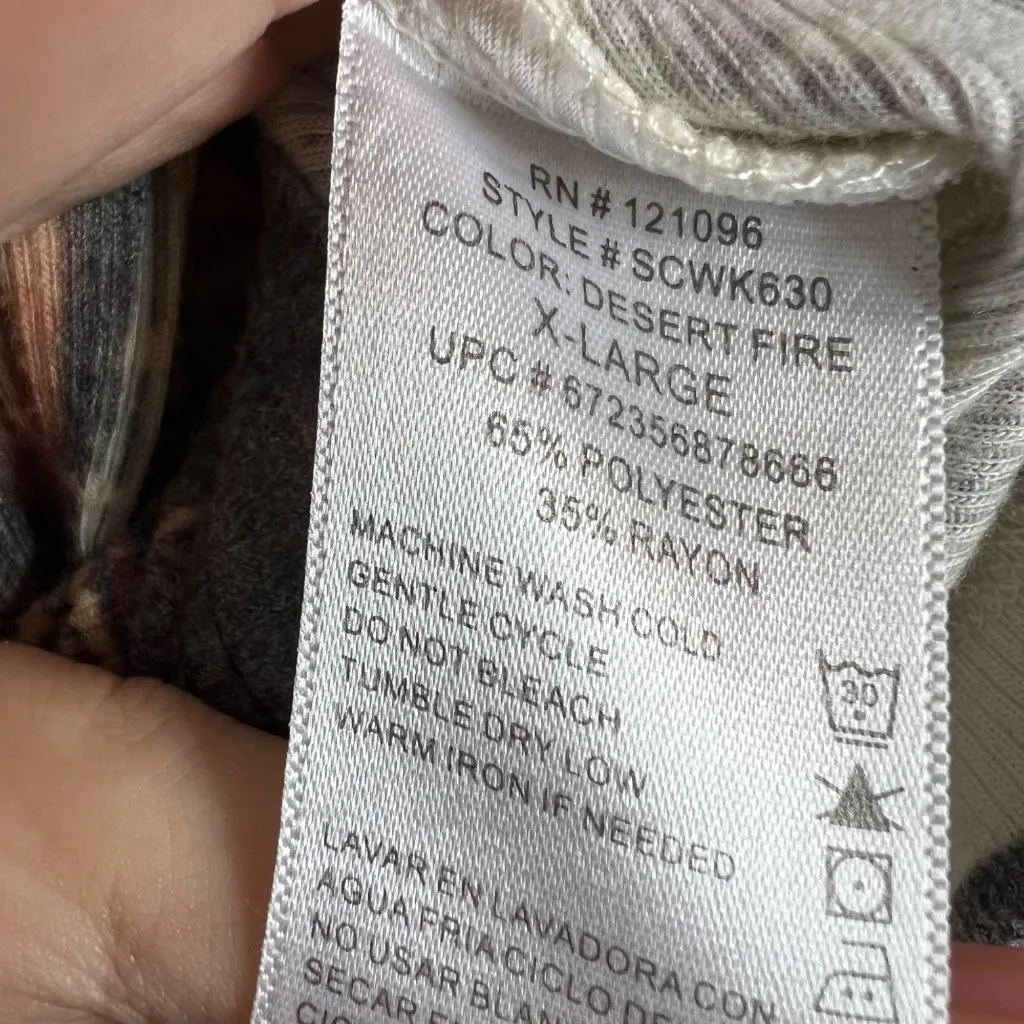 RN # 121096
STYLE # SCWK630
COLOR: DESERT FIRE
X-LARGE
UPC # 672356878666
65% POLYESTER
35% RAYON
MACHINE WASH COLD
GENTLE CYCLE
DO NOT BLEACH
TUMBLE DRY LOW
WARM IRON IF NEEDED
30
LAVAR EN LAVADORA CON
AGUA FRIA CICLO DE
NO USAR
SECAR